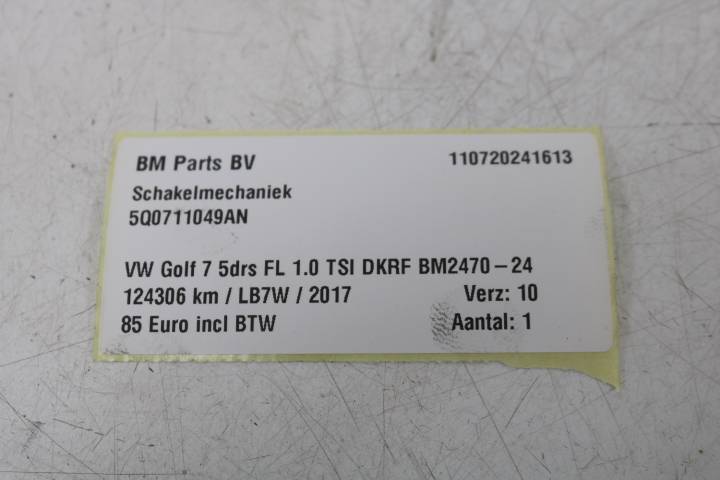 BM Parts BV 110720241613
Schakelmechaniek
5Q0711049AN
VW Golf 7 5drs FL 1.0 TSI DKRF BM2470-24
124306 km / LB7W / 2017 Verz: 10
85 Euro incl BTW Aantal: 1